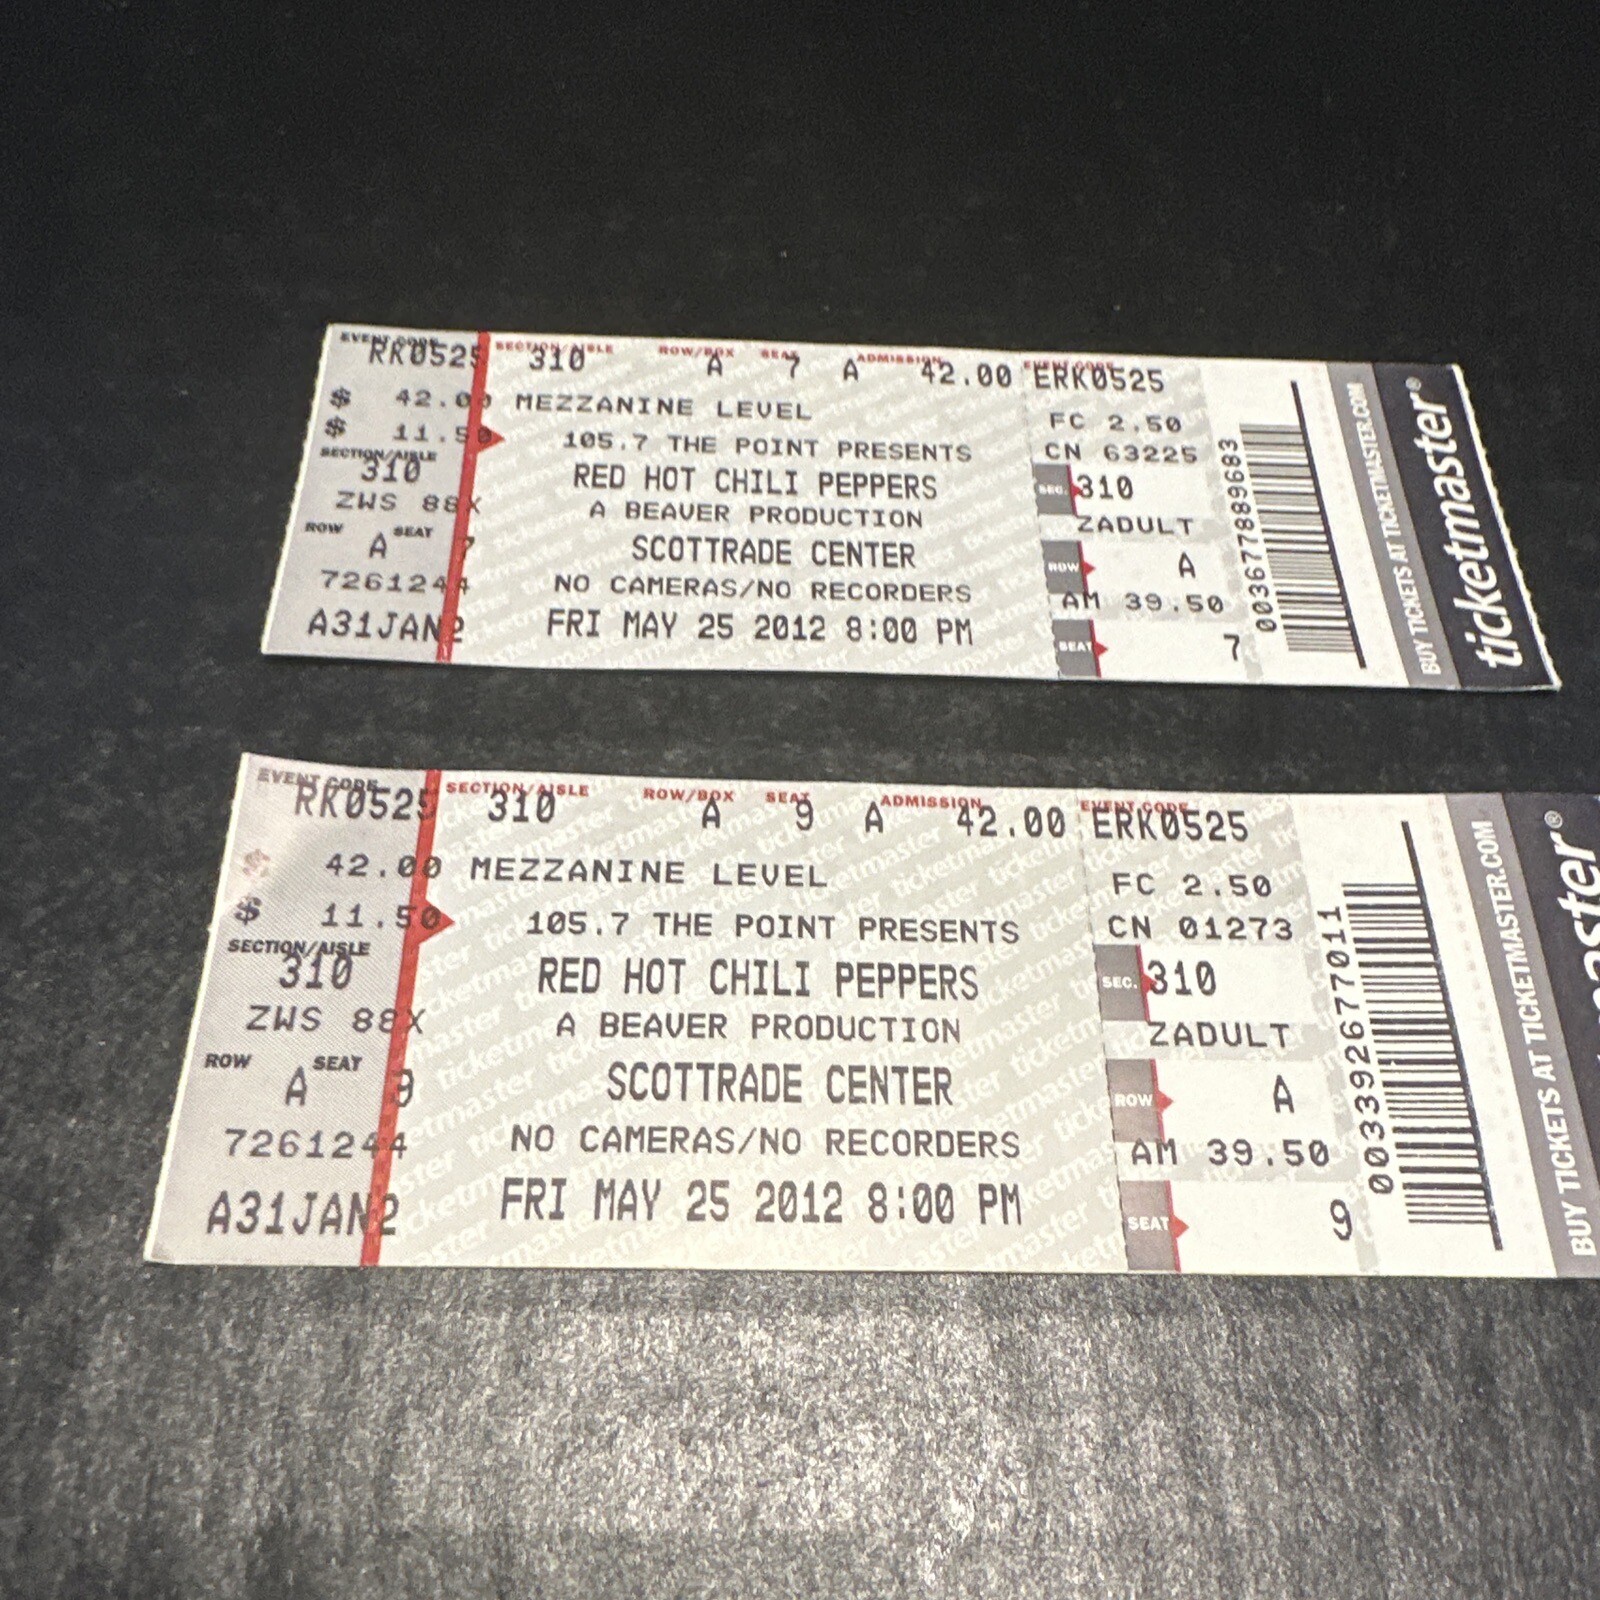 EVENT CODE SECTION/AISLE ROW/BOX SEAT ADMISSION EVENT CODE
RK0525 310 A 7 A 42.00 ERK0525
$ 42.00 MEZZANINE LEVEL FC 2.50
$ 11.50 105.7 THE POINT PRESENTS CN 63225
SECTION/AISLE
310 RED HOT CHILI PEPPERS SEC. 310
ZWS 88X A BEAVER PRODUCTION ZADULT
ROW SEAT
A 7 SCOTTRADE CENTER ROW A
7261244 NO CAMERAS/NO RECORDERS AM 39.50
A31JAN2 FRI MAY 25 2012 8:00 PM SEAT 7
003677889683
BUY TICKETS AT TICKETMASTER.COM
ticketmaster®
EVENT CODE SECTION/AISLE ROW/BOX SEAT ADMISSION EVENT CODE
RK0525 310 A 9 A 42.00 ERK0525
$ 42.00 MEZZANINE LEVEL FC 2.50
$ 11.50 105.7 THE POINT PRESENTS CN 01273
SECTION/AISLE
310 RED HOT CHILI PEPPERS SEC. 310
ZWS 88X A BEAVER PRODUCTION ZADULT
ROW SEAT
A 9 SCOTTRADE CENTER ROW A
7261244 NO CAMERAS/NO RECORDERS AM 39.50
A31JAN2 FRI MAY 25 2012 8:00 PM SEAT 9
003392677011
BUY TICKETS AT TICKETMASTER.COM
master®